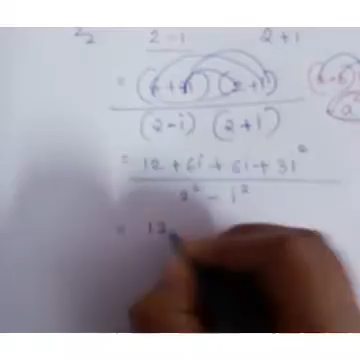 2 - i 2 + i
= (6+3i) (2+i)
(2-i) (2+i)
= 12 + 6i + 6i + 3i²
2² - i²
= 12